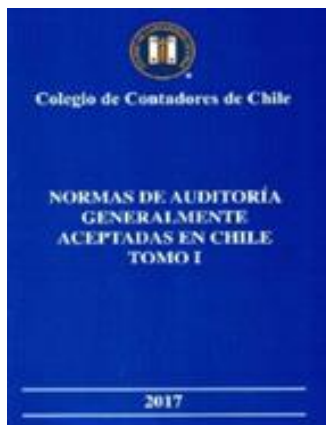 Colegio de Contadores de Chile
NORMAS DE AUDITORÍA
GENERALMENTE
ACEPTADAS EN CHILE
TOMO I
2017